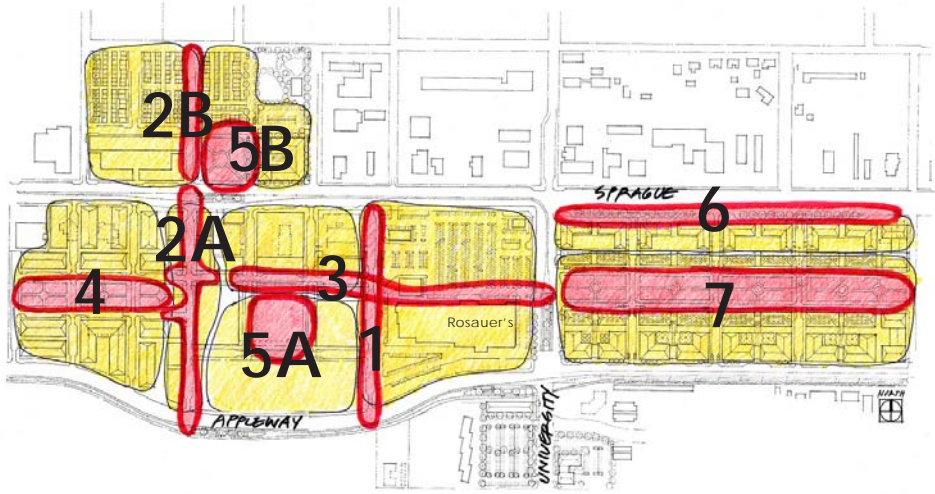 2B
5B
SPRAGUE
6
2A
4
3
7
Rosauer's
5A
1
APPLEWAY
UNIVERSITY
NORTH